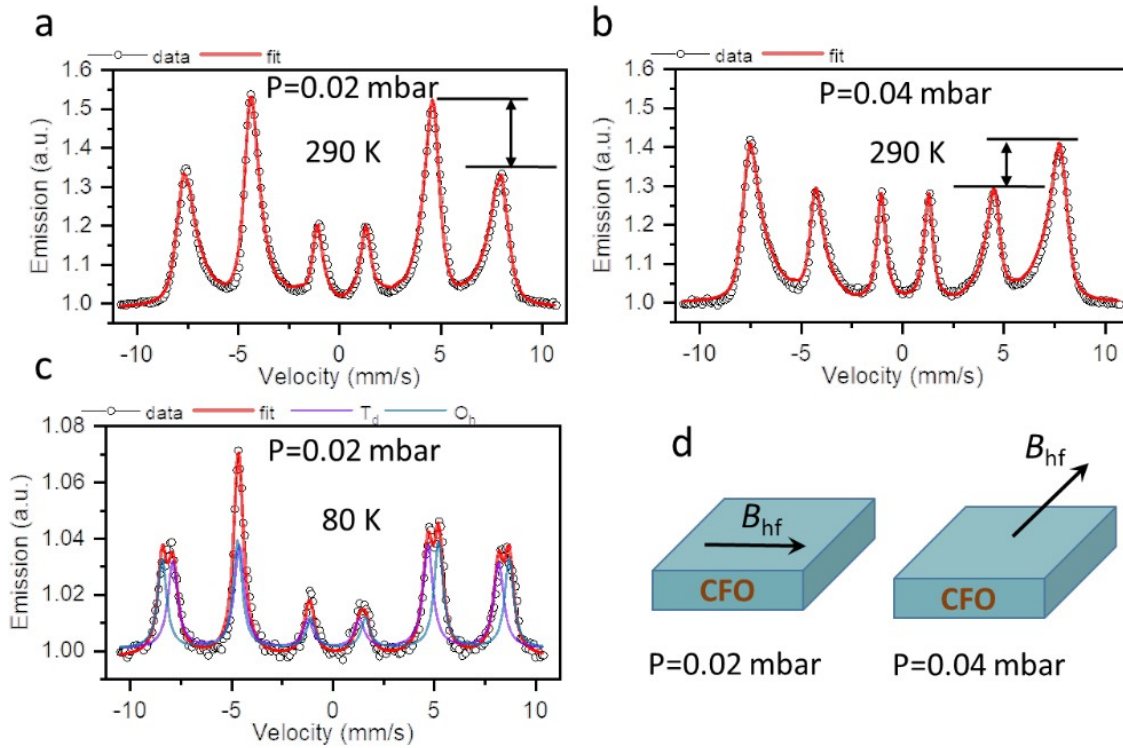 a
data fit
P=0.02 mbar
290 K
1.6
1.5
1.4
1.3
1.2
1.1
1.0
Emission (a.u.)
-10 -5 0 5 10
Velocity (mm/s)
b
data fit
P=0.04 mbar
290 K
1.6
1.5
1.4
1.3
1.2
1.1
1.0
Emission (a.u.)
-10 -5 0 5 10
Velocity (mm/s)
c
data fit Td Oh
P=0.02 mbar
80 K
1.08
1.06
1.04
1.02
1.00
Emission (a.u.)
-10 -5 0 5 10
Velocity (mm/s)
d
Bhf
Bhf
CFO
CFO
P=0.02 mbar
P=0.04 mbar